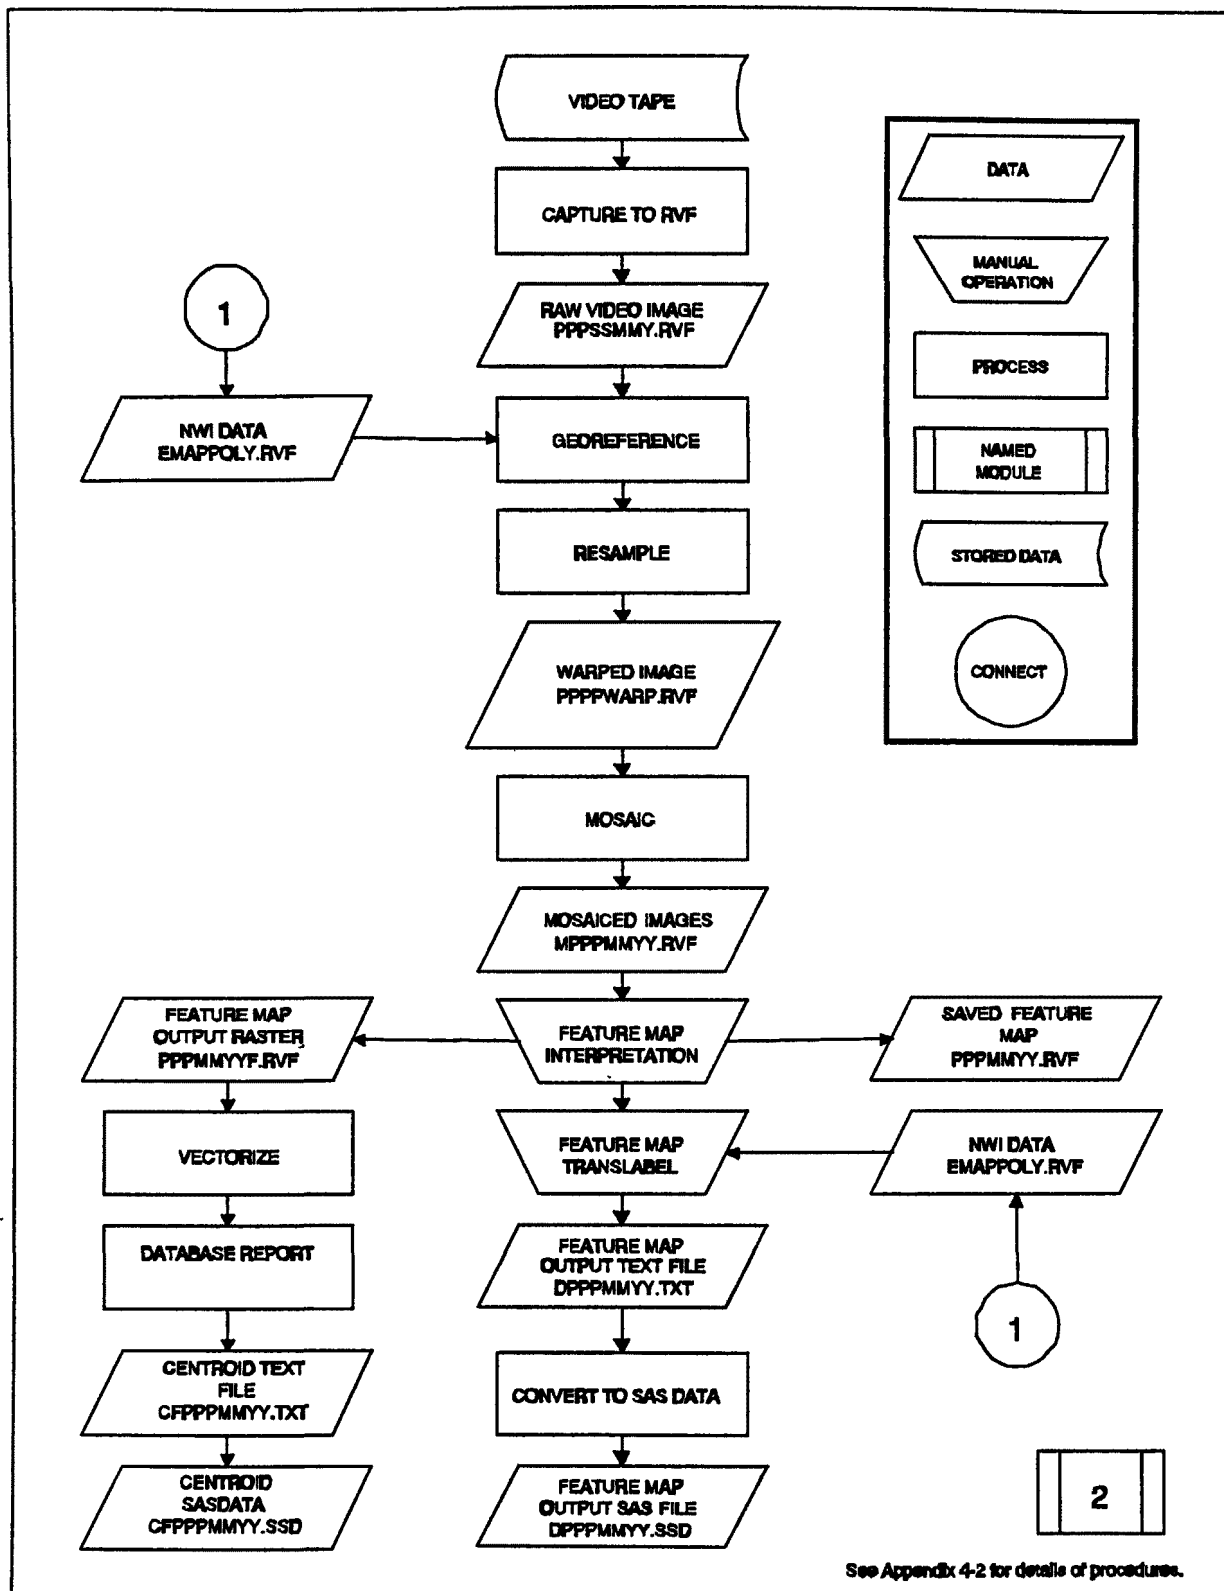 VIDEO TAPE
CAPTURE TO RVF
RAW VIDEO IMAGE
PPPSSMMY.RVF
1
NWI DATA
EMAPPOLY.RVF
GEOREFERENCE
RESAMPLE
WARPED IMAGE
PPPPWARP.RVF
MOSAIC
MOSAICED IMAGES
MPPPMMYY.RVF
FEATURE MAP
OUTPUT RASTER
PPPMMYYF.RVF
FEATURE MAP
INTERPRETATION
SAVED FEATURE
MAP
PPPMMYY.RVF
VECTORIZE
FEATURE MAP
TRANSLABEL
NWI DATA
EMAPPOLY.RVF
DATABASE REPORT
FEATURE MAP
OUTPUT TEXT FILE
DPPPMMYY.TXT
1
CENTROID TEXT
FILE
CFPPPMMYY.TXT
CONVERT TO SAS DATA
CENTROID
SASDATA
CFPPPMMYY.SSD
FEATURE MAP
OUTPUT SAS FILE
DPPPMMYY.SSD
DATA
MANUAL
OPERATION
PROCESS
NAMED
MODULE
STORED DATA
CONNECT
2
See Appendix 4-2 for details of procedures.